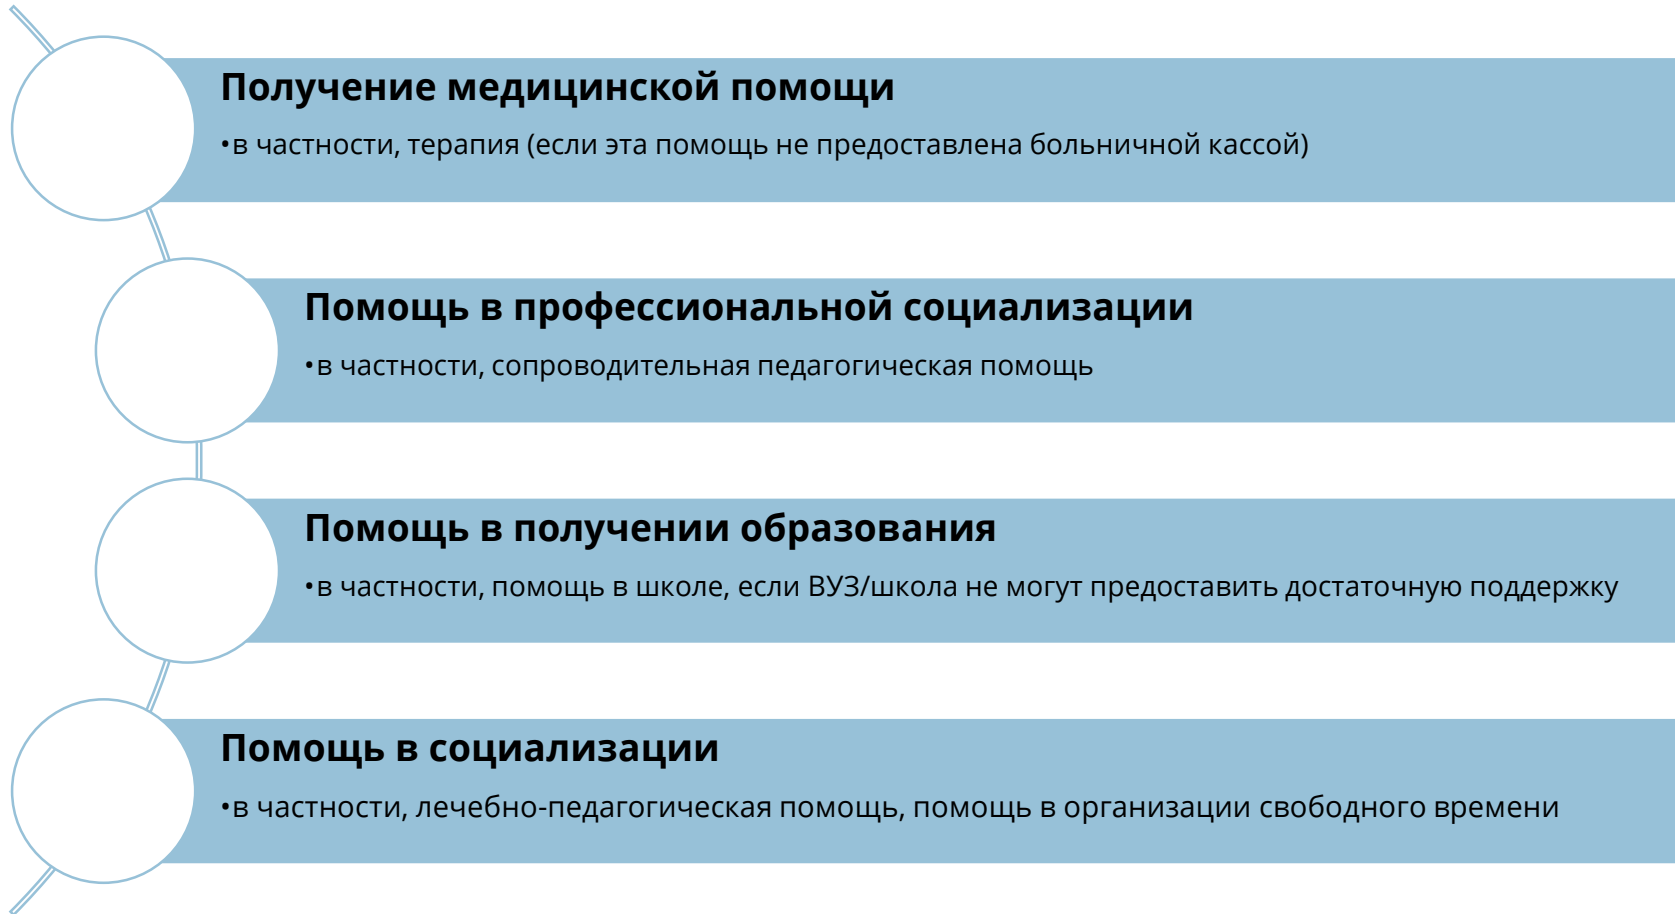 Получение медицинской помощи
•в частности, терапия (если эта помощь не предоставлена больничной кассой)
Помощь в профессиональной социализации
•в частности, сопроводительная педагогическая помощь
Помощь в получении образования
•в частности, помощь в школе, если ВУЗ/школа не могут предоставить достаточную поддержку
Помощь в социализации
•в частности, лечебно-педагогическая помощь, помощь в организации свободного времени